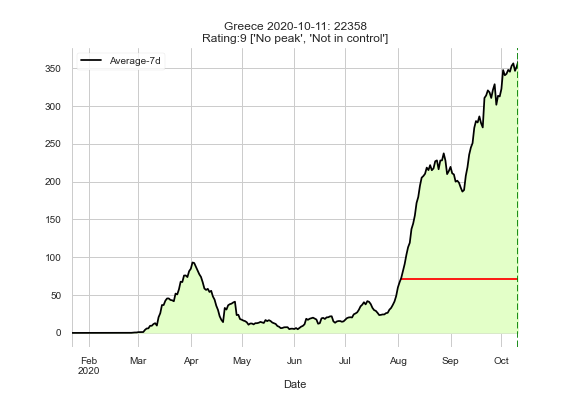 Greece 2020-10-11: 22358
Rating:9 ['No peak', 'Not in control']
Average-7d
350
300
250
200
150
100
50
0
Feb Mar Apr May Jun Jul Aug Sep Oct
2020
Date